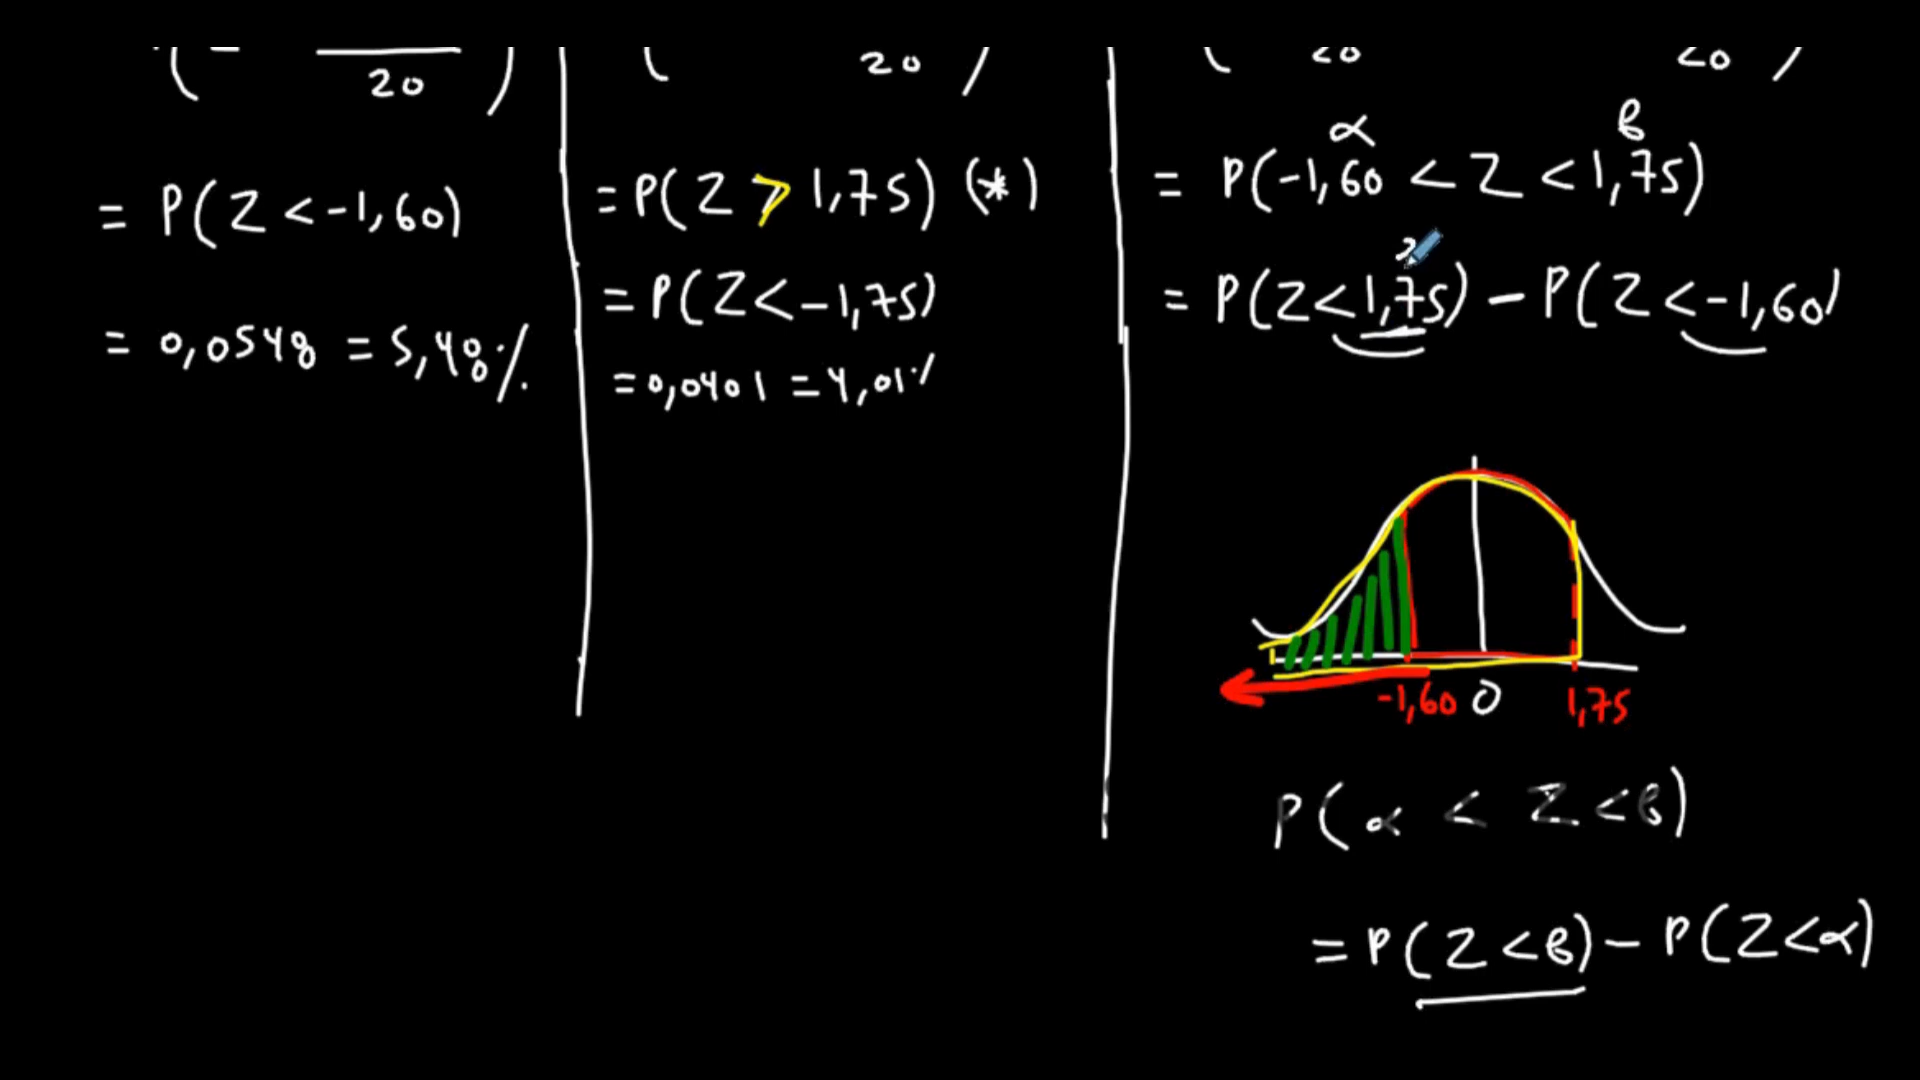 ( - 20 )
= P(Z < -1,60)
= 0,0548 = 5,48%
( 20 )
= P(Z > 1,75) (*)
= P(Z < -1,75)
= 0,0401 = 4,01%
( 20 20 )
α β
= P(-1,60 < Z < 1,75)
= P(Z < 1,75) - P(Z < -1,60)
-1,60 0 1,75
P(α < Z < β)
= P(Z < β) - P(Z < α)